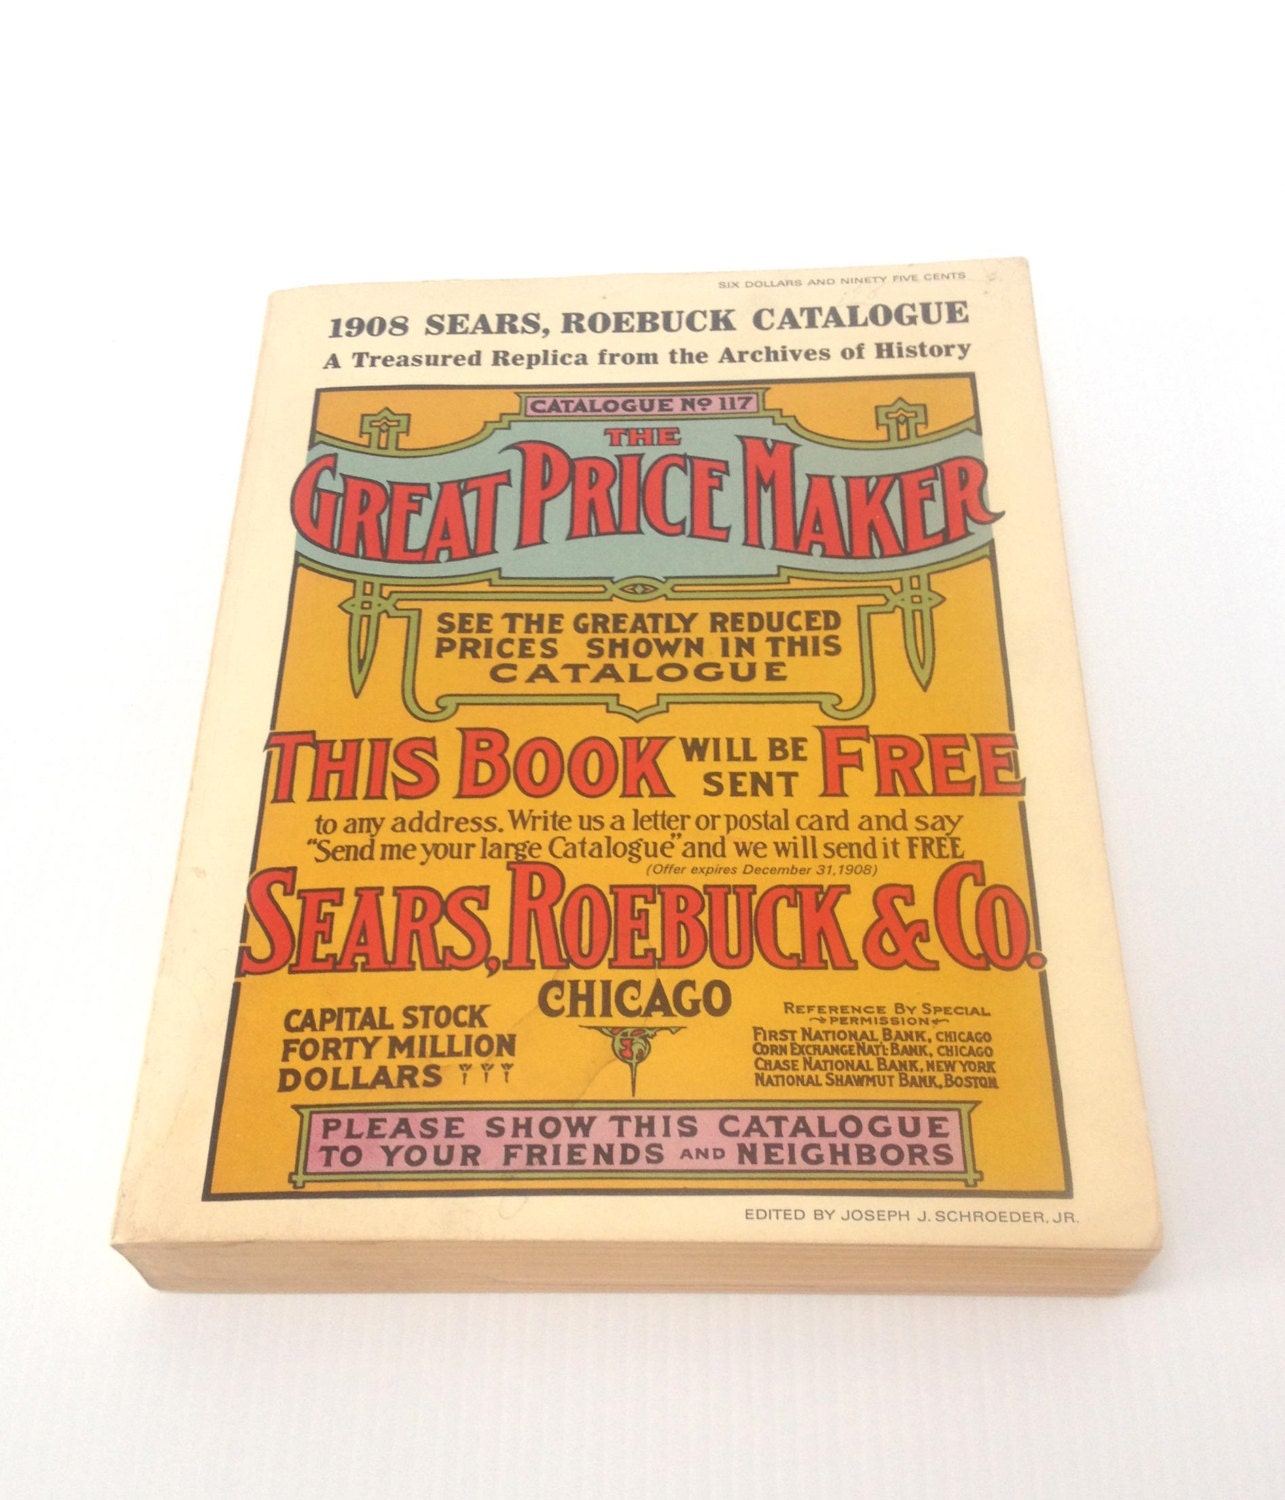 SIX DOLLARS AND NINETY FIVE CENTS
1908 SEARS, ROEBUCK CATALOGUE
A Treasured Replica from the Archives of History
CATALOGUE Nº 117
THE
GREAT PRICE MAKER
SEE THE GREATLY REDUCED
PRICES SHOWN IN THIS
CATALOGUE
THIS BOOK WILL BE SENT FREE
to any address. Write us a letter or postal card and say
"Send me your large Catalogue" and we will send it FREE
(Offer expires December 31, 1908)
SEARS, ROEBUCK & CO.
CHICAGO
CAPITAL STOCK
FORTY MILLION
DOLLARS
REFERENCE BY SPECIAL
PERMISSION
FIRST NATIONAL BANK, CHICAGO
CORN EXCHANGE NAT'L BANK, CHICAGO
CHASE NATIONAL BANK, NEW YORK
NATIONAL SHAWMUT BANK, BOSTON
PLEASE SHOW THIS CATALOGUE
TO YOUR FRIENDS AND NEIGHBORS
EDITED BY JOSEPH J. SCHROEDER, JR.